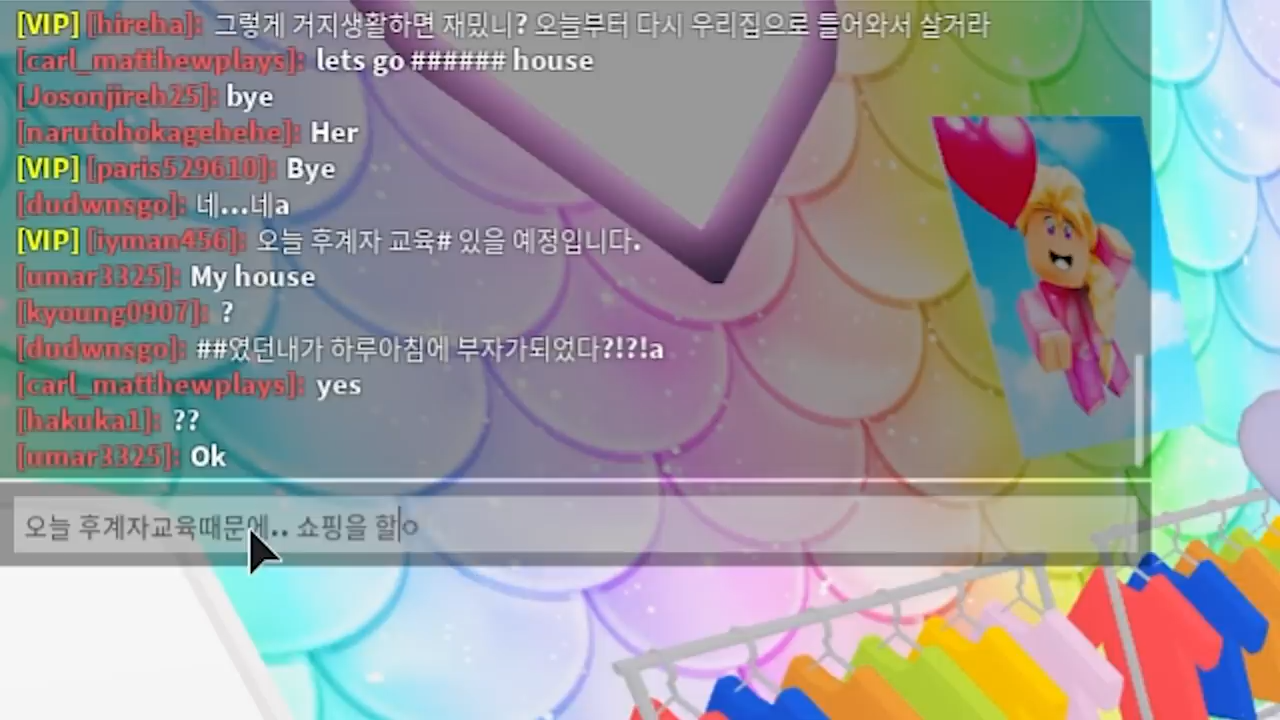 [VIP] [hireha]: 그렇게 거지생활하면 재밌니? 오늘부터 다시 우리집으로 들어와서 살거라
[carl_matthewplays]: lets go ###### house
[Josonjireh25]: bye
[narutohokagehehe]: Her
[VIP] [paris529610]: Bye
[dudwnsgo]: 네...네a
[VIP] [iyman456]: 오늘 후계자 교육# 있을 예정입니다.
[umar3325]: My house
[kyoung0907]: ?
[dudwnsgo]: ##였던내가 하루아침에 부자가되었다?!?!a
[carl_matthewplays]: yes
[hakuka1]: ??
[umar3325]: Ok
오늘 후계자교육때문에.. 쇼핑을 할ㅇ